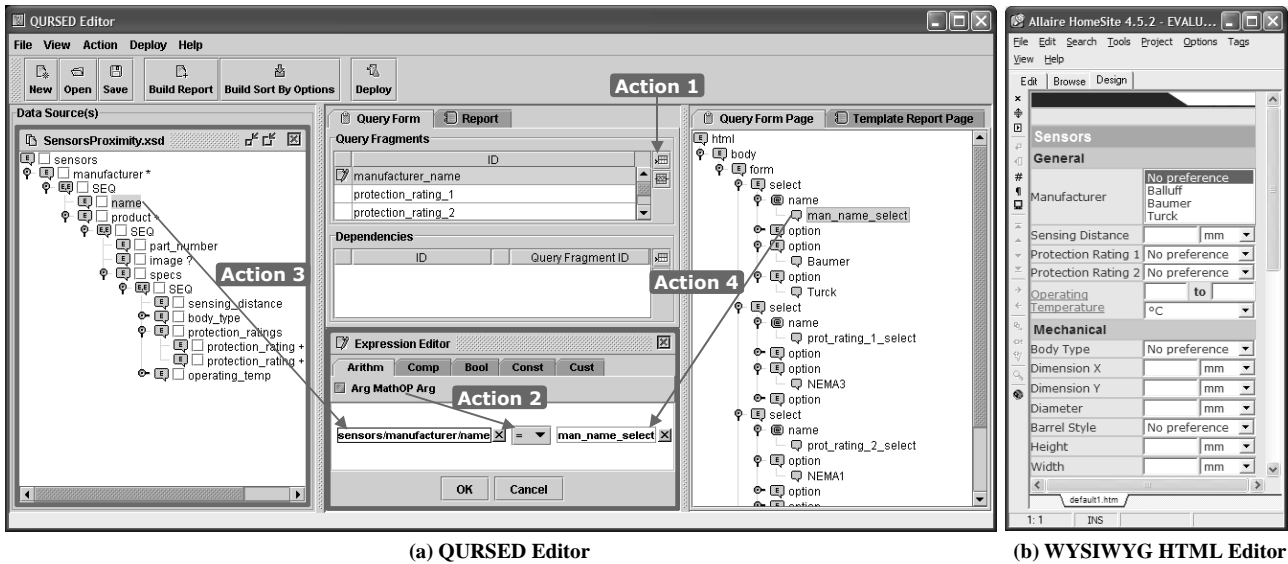 QURSED Editor
File View Action Deploy Help
New Open Save Build Report Build Sort By Options Deploy
Data Source(s)
SensorsProximity.xsd
sensors
manufacturer *
SEQ
name
product +
SEQ
part_number
image ?
specs
SEQ
sensing_distance
body_type
protection_ratings
protection_rating +
protection_rating +
operating_temp
Action 3
Action 1
Query Form Report
Query Fragments
ID
manufacturer_name
protection_rating_1
protection_rating_2
Dependencies
ID Query Fragment ID
Expression Editor
Arithm Comp Bool Const Cust
Arg MathOP Arg
Action 2
sensors/manufacturer/name = man_name_select
OK Cancel
Action 4
Query Form Page Template Report Page
html
body
form
select
name
man_name_select
option
option
Baumer
option
Turck
select
name
prot_rating_1_select
option
option
NEMA3
option
select
name
prot_rating_2_select
option
NEMA1
option
option
(a) QURSED Editor
Allaire HomeSite 4.5.2 - EVALU...
File Edit Search Tools Project Options Tags
View Help
Edit Browse Design
Sensors
General
Manufacturer
No preference
Balluff
Baumer
Turck
Sensing Distance mm
Protection Rating 1 No preference
Protection Rating 2 No preference
Operating to
Temperature °C
Mechanical
Body Type No preference
Dimension X mm
Dimension Y mm
Diameter mm
Barrel Style No preference
Height mm
Width mm
default1.htm
1: 1 INS
(b) WYSIWYG HTML Editor